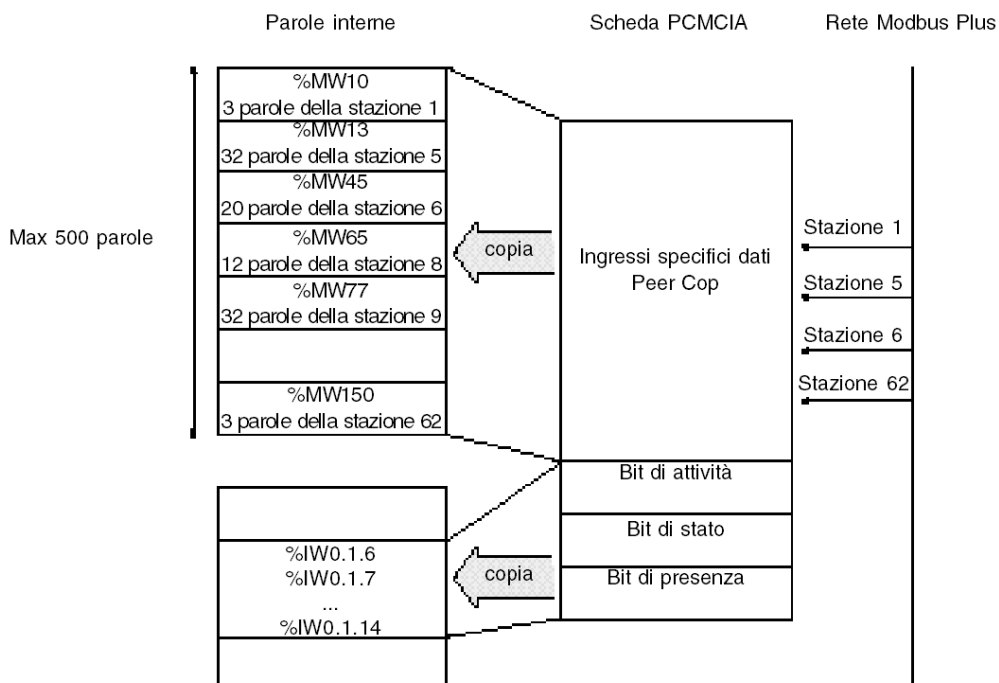 Parole interne
Scheda PCMCIA
Rete Modbus Plus
%MW10
3 parole della stazione 1
%MW13
32 parole della stazione 5
%MW45
20 parole della stazione 6
%MW65
12 parole della stazione 8
%MW77
32 parole della stazione 9
%MW150
3 parole della stazione 62
Max 500 parole
copia
Ingressi specifici dati
Peer Cop
Stazione 1
Stazione 5
Stazione 6
Stazione 62
Bit di attività
Bit di stato
Bit di presenza
%IW0.1.6
%IW0.1.7
...
%IW0.1.14
copia